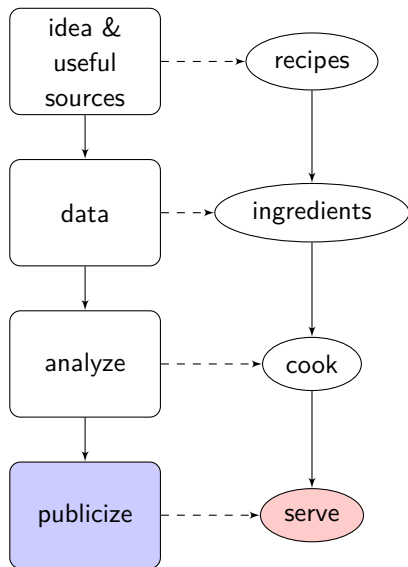 idea &
useful
sources
recipes
data
ingredients
analyze
cook
publicize
serve